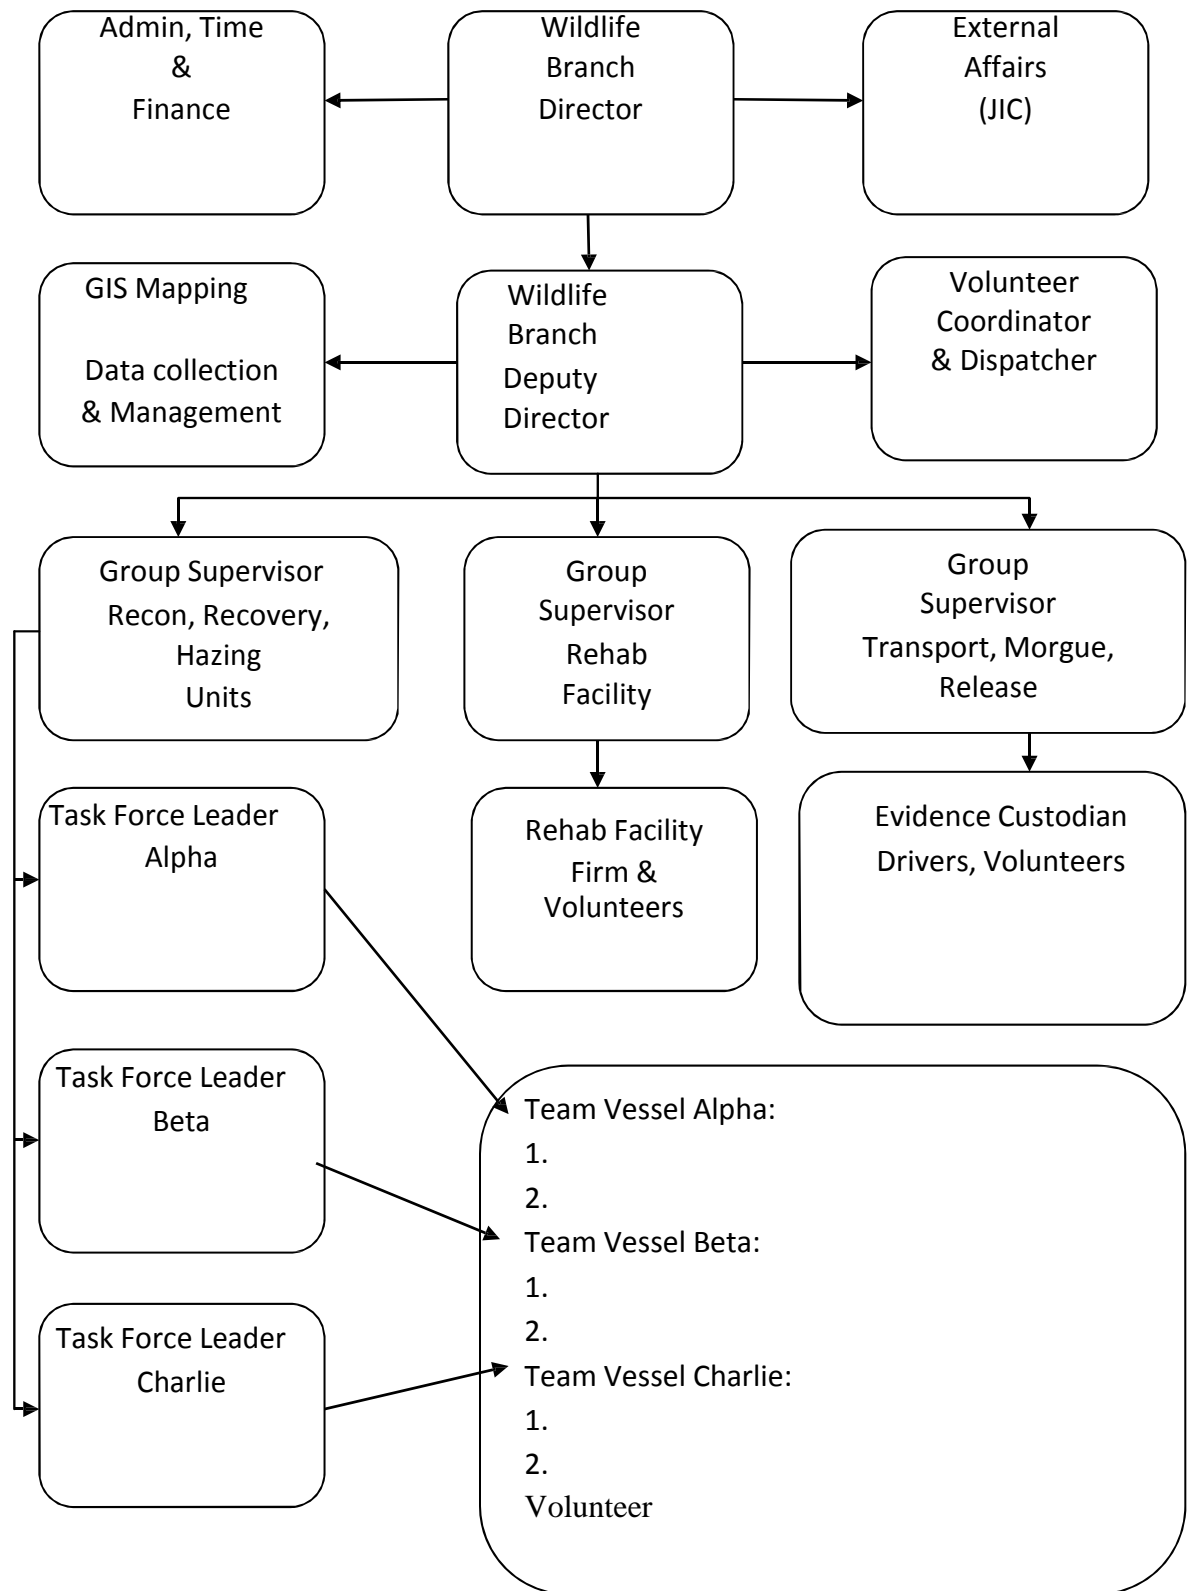 Admin, Time
&
Finance
Wildlife
Branch
Director
External
Affairs
(JIC)
GIS Mapping
Data collection
& Management
Wildlife
Branch
Deputy
Director
Volunteer
Coordinator
& Dispatcher
Group Supervisor
Recon, Recovery,
Hazing
Units
Group
Supervisor
Rehab
Facility
Group
Supervisor
Transport, Morgue,
Release
Task Force Leader
Alpha
Rehab Facility
Firm &
Volunteers
Evidence Custodian
Drivers, Volunteers
Task Force Leader
Beta
Task Force Leader
Charlie
Team Vessel Alpha:
1.
2.
Team Vessel Beta:
1.
2.
Team Vessel Charlie:
1.
2.
Volunteer